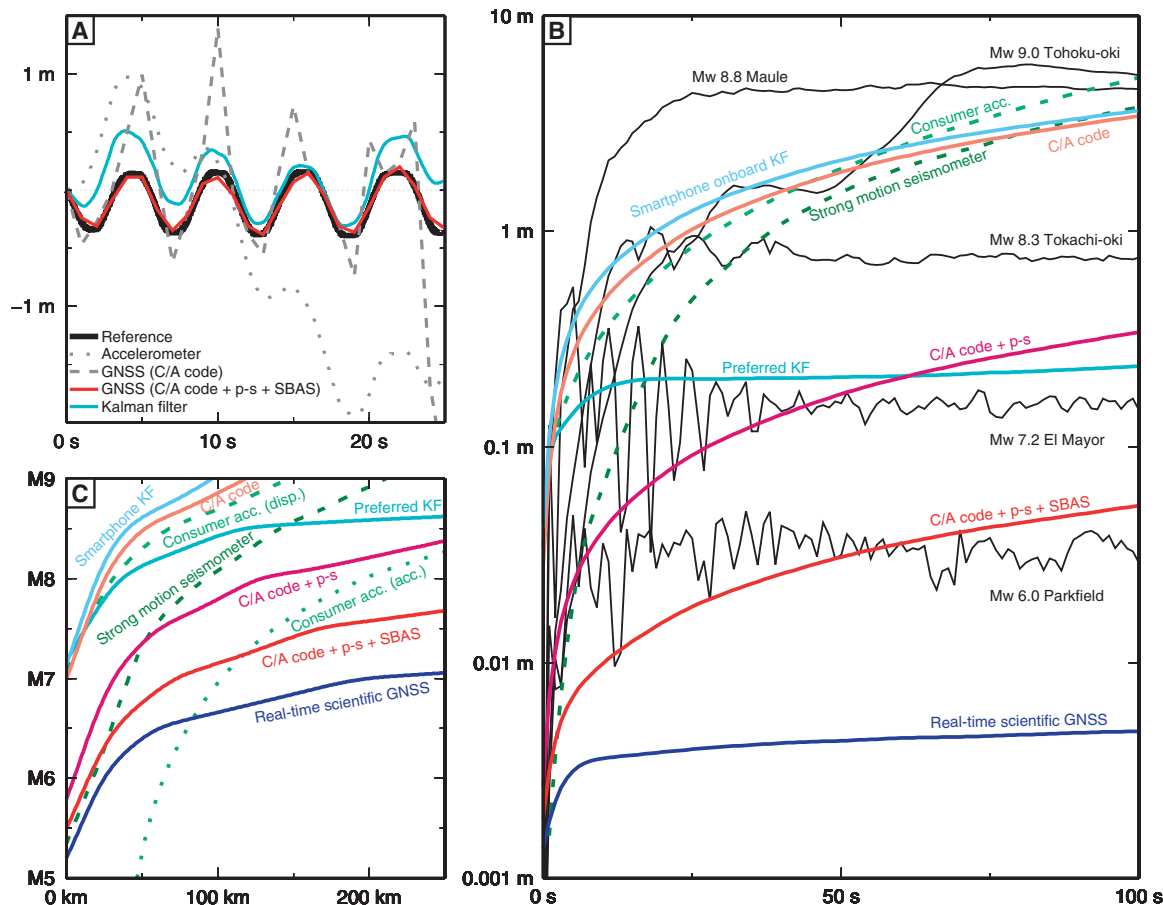 A
1 m
−1 m
Reference
Accelerometer
GNSS (C/A code)
GNSS (C/A code + p-s + SBAS)
Kalman filter
0 s
10 s
20 s
B
10 m
1 m
0.1 m
0.01 m
0.001 m
Mw 9.0 Tohoku-oki
Mw 8.8 Maule
Consumer acc.
C/A code
Smartphone onboard KF
Strong motion seismometer
Mw 8.3 Tokachi-oki
C/A code + p-s
Preferred KF
Mw 7.2 El Mayor
C/A code + p-s + SBAS
Mw 6.0 Parkfield
Real-time scientific GNSS
0 s
50 s
100 s
C
M9
M8
M7
M6
M5
Smartphone KF
C/A code
Consumer acc. (disp.)
Preferred KF
Strong motion seismometer
C/A code + p-s
Consumer acc. (acc.)
C/A code + p-s + SBAS
Real-time scientific GNSS
0 km
100 km
200 km